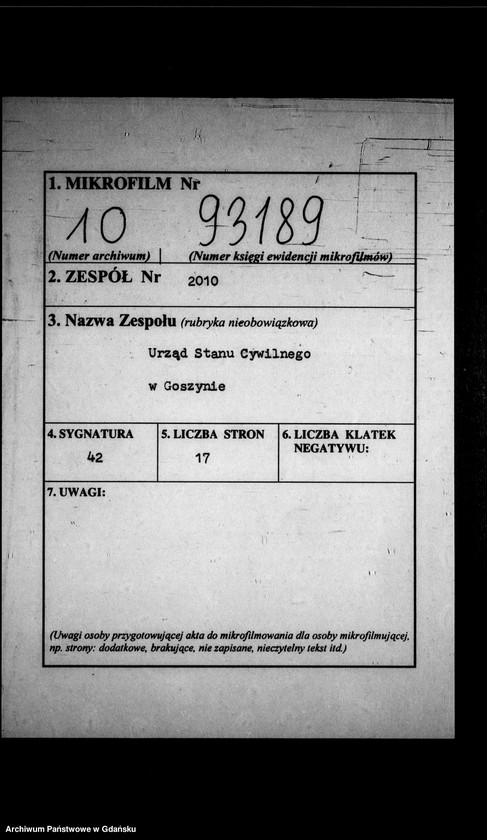 1. MIKROFILM Nr
10 93189
(Numer archiwum) (Numer księgi ewidencji mikrofilmów)
2. ZESPÓŁ Nr 2010
3. Nazwa Zespołu (rubryka nieobowiązkowa)
Urząd Stanu Cywilnego
w Goszynie
4. SYGNATURA 5. LICZBA STRON 6. LICZBA KLATEK
NEGATYWU:
42 17
7. UWAGI:
(Uwagi osoby przygotowującej akta do mikrofilmowania dla osoby mikrofilmującej,
np. strony: dodatkowe, brakujące, nie zapisane, nieczytelny tekst itd.)
Archiwum Państwowe w Gdańsku